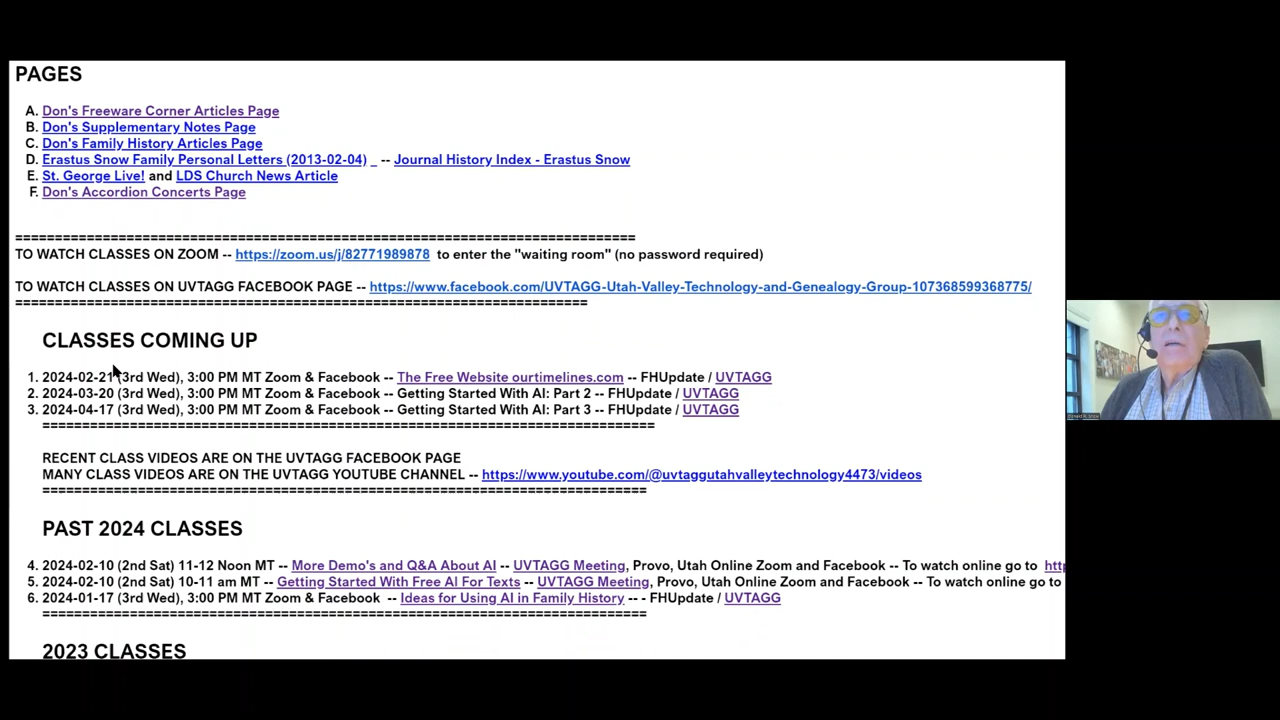 PAGES
A. Don's Freeware Corner Articles Page
B. Don's Supplementary Notes Page
C. Don's Family History Articles Page
D. Erastus Snow Family Personal Letters (2013-02-04) _ -- Journal History Index - Erastus Snow
E. St. George Live! and LDS Church News Article
F. Don's Accordion Concerts Page
===============================================================================
TO WATCH CLASSES ON ZOOM -- https://zoom.us/j/82771989878 to enter the "waiting room" (no password required)
TO WATCH CLASSES ON UVTAGG FACEBOOK PAGE -- https://www.facebook.com/UVTAGG-Utah-Valley-Technology-and-Genealogy-Group-107368599368775/
=========================================================================
CLASSES COMING UP
1. 2024-02-21 (3rd Wed), 3:00 PM MT Zoom & Facebook -- The Free Website ourtimelines.com -- FHUpdate / UVTAGG
2. 2024-03-20 (3rd Wed), 3:00 PM MT Zoom & Facebook -- Getting Started With AI: Part 2 -- FHUpdate / UVTAGG
3. 2024-04-17 (3rd Wed), 3:00 PM MT Zoom & Facebook -- Getting Started With AI: Part 3 -- FHUpdate / UVTAGG
==============================================================================
RECENT CLASS VIDEOS ARE ON THE UVTAGG FACEBOOK PAGE
MANY CLASS VIDEOS ARE ON THE UVTAGG YOUTUBE CHANNEL -- https://www.youtube.com/@uvtaggutahvalleytechnology4473/videos
=============================================================================
PAST 2024 CLASSES
4. 2024-02-10 (2nd Sat) 11-12 Noon MT -- More Demo's and Q&A About AI -- UVTAGG Meeting, Provo, Utah Online Zoom and Facebook -- To watch online go to http
5. 2024-02-10 (2nd Sat) 10-11 am MT -- Getting Started With Free AI For Texts -- UVTAGG Meeting, Provo, Utah Online Zoom and Facebook -- To watch online go to
6. 2024-01-17 (3rd Wed), 3:00 PM MT Zoom & Facebook -- Ideas for Using AI in Family History -- - FHUpdate / UVTAGG
=============================================================================
2023 CLASSES